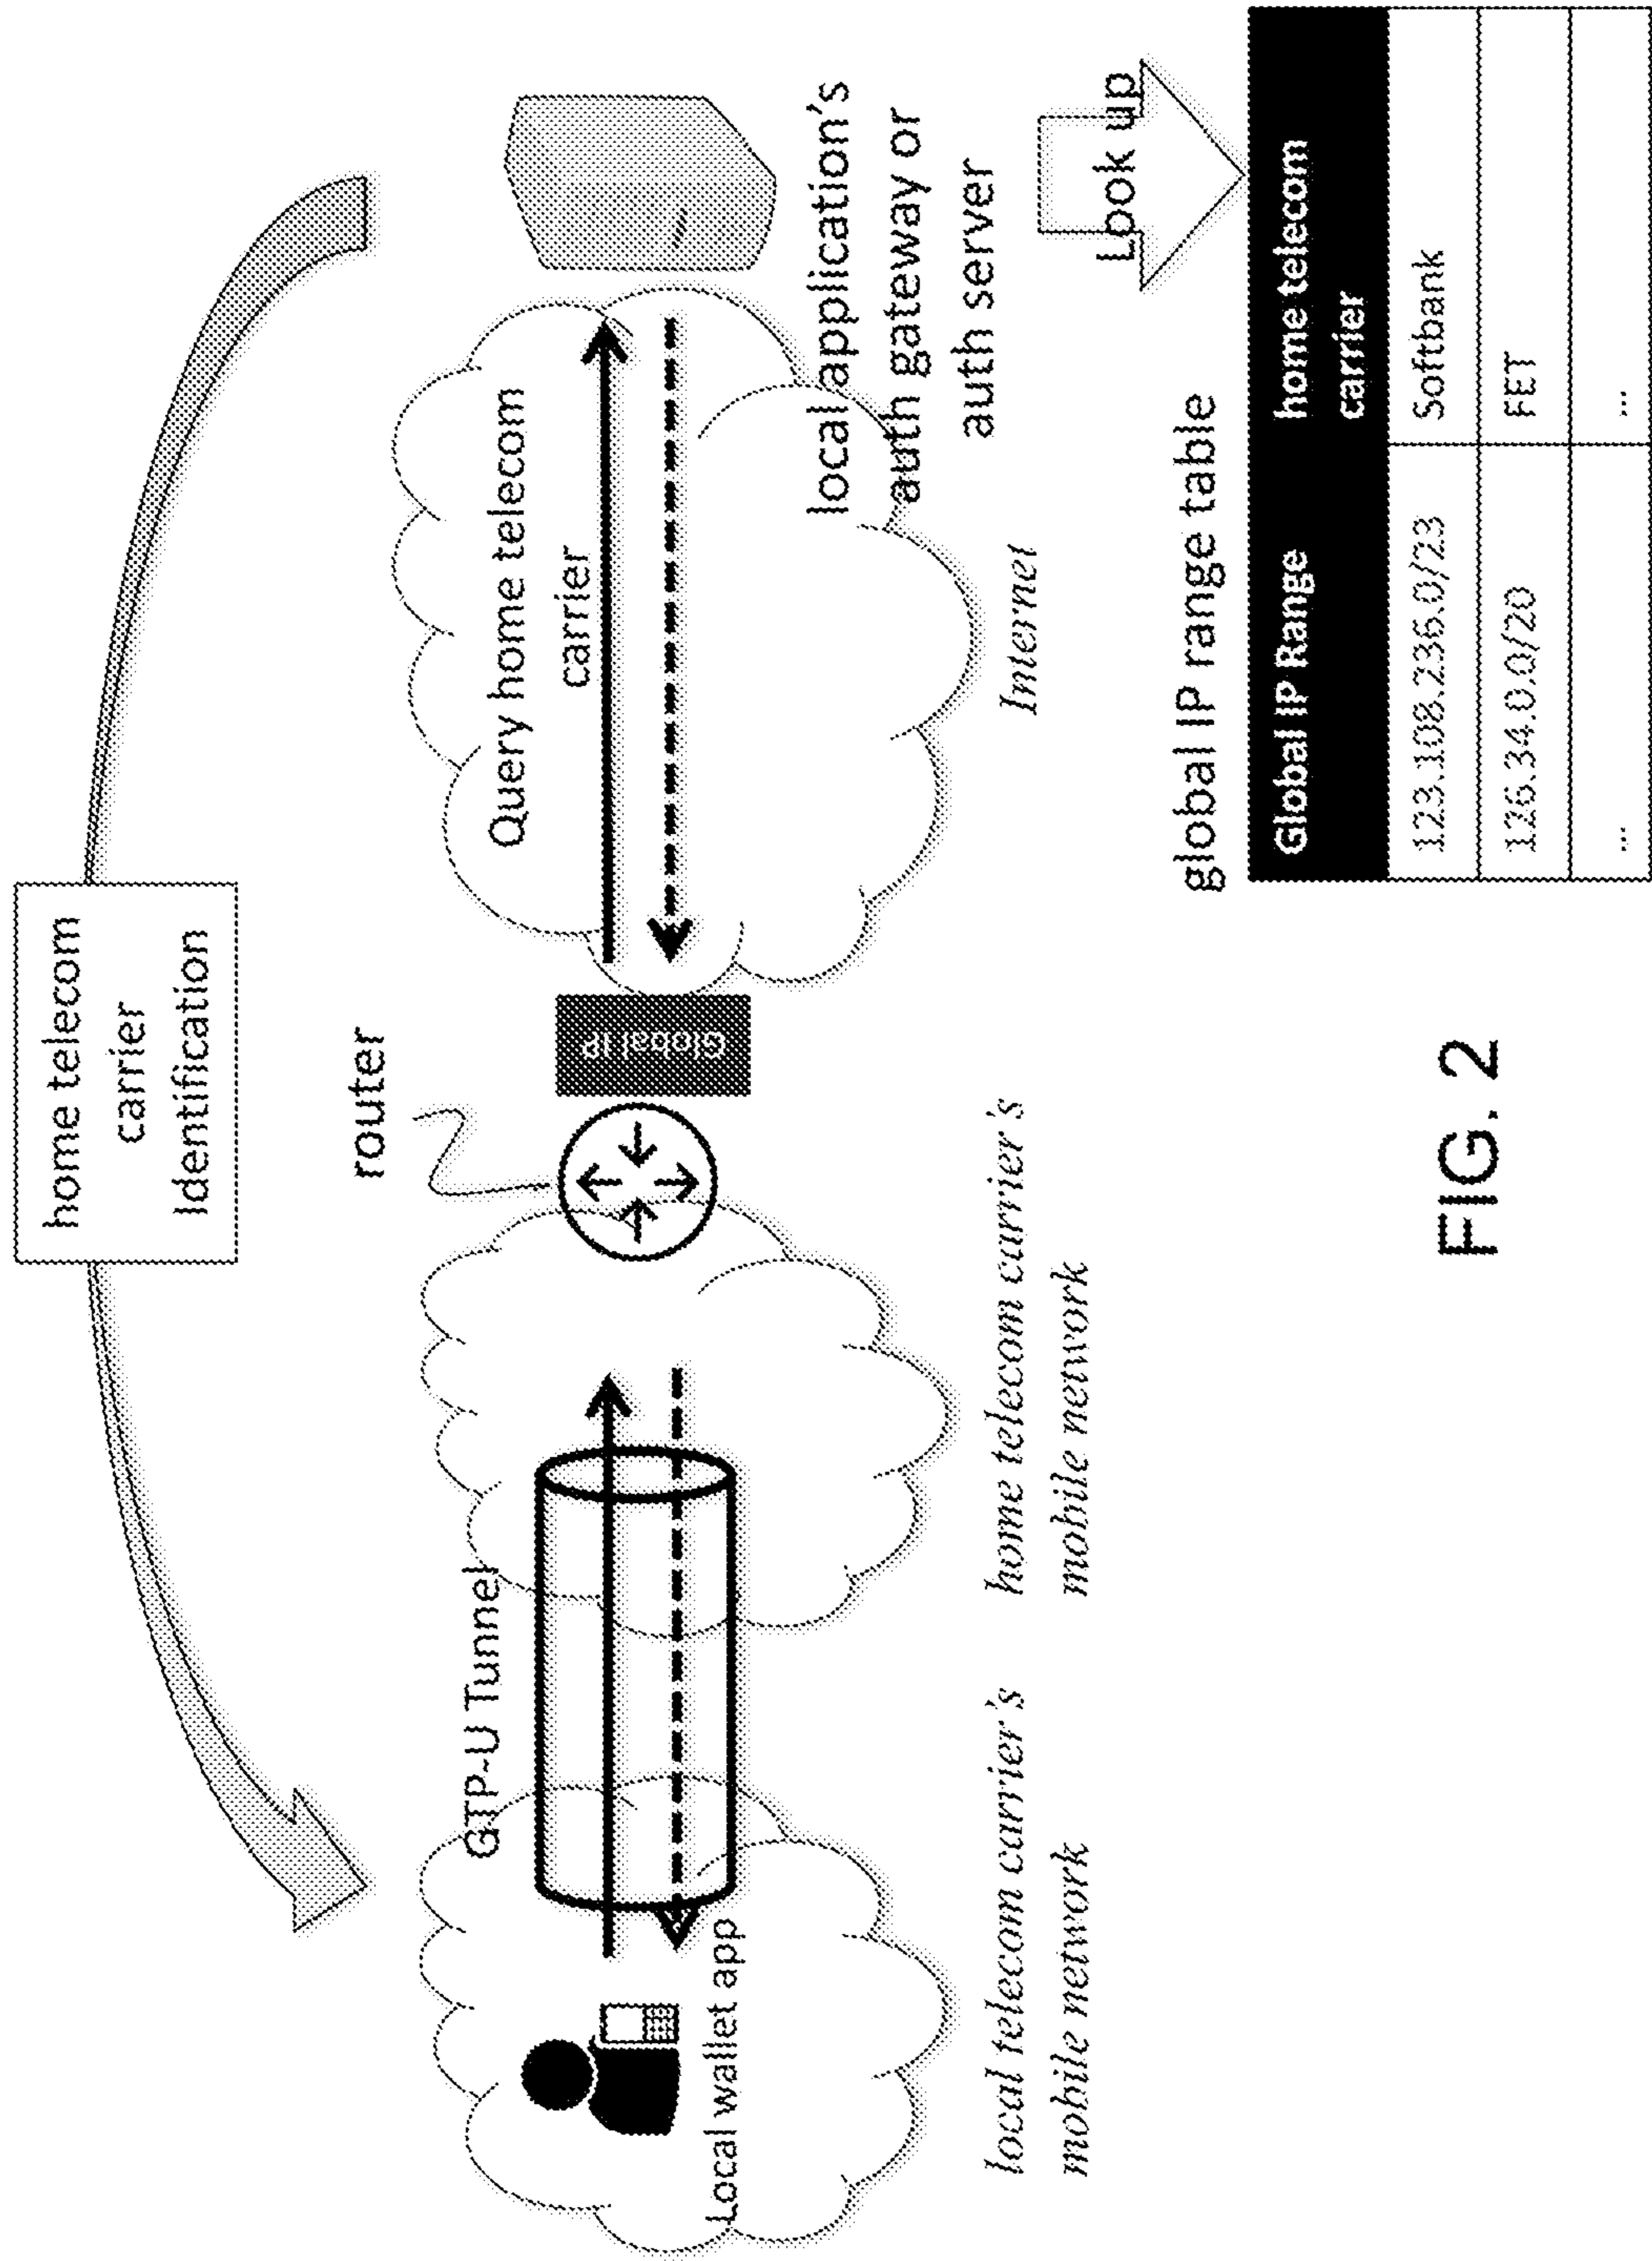 home telecom
carrier
Identification
router
GTP-U Tunnel
Query home telecom
carrier
Global IP
Local wallet app
local application's
auth gateway or
auth server
local telecom carrier's
mobile network
home telecom carrier's
mobile network
Internet
Look up
global IP range table
Global IP Range home telecom
carrier
123.108.236.0/23 Softbank
126.34.0.0/20 FET
... ...
FIG. 2